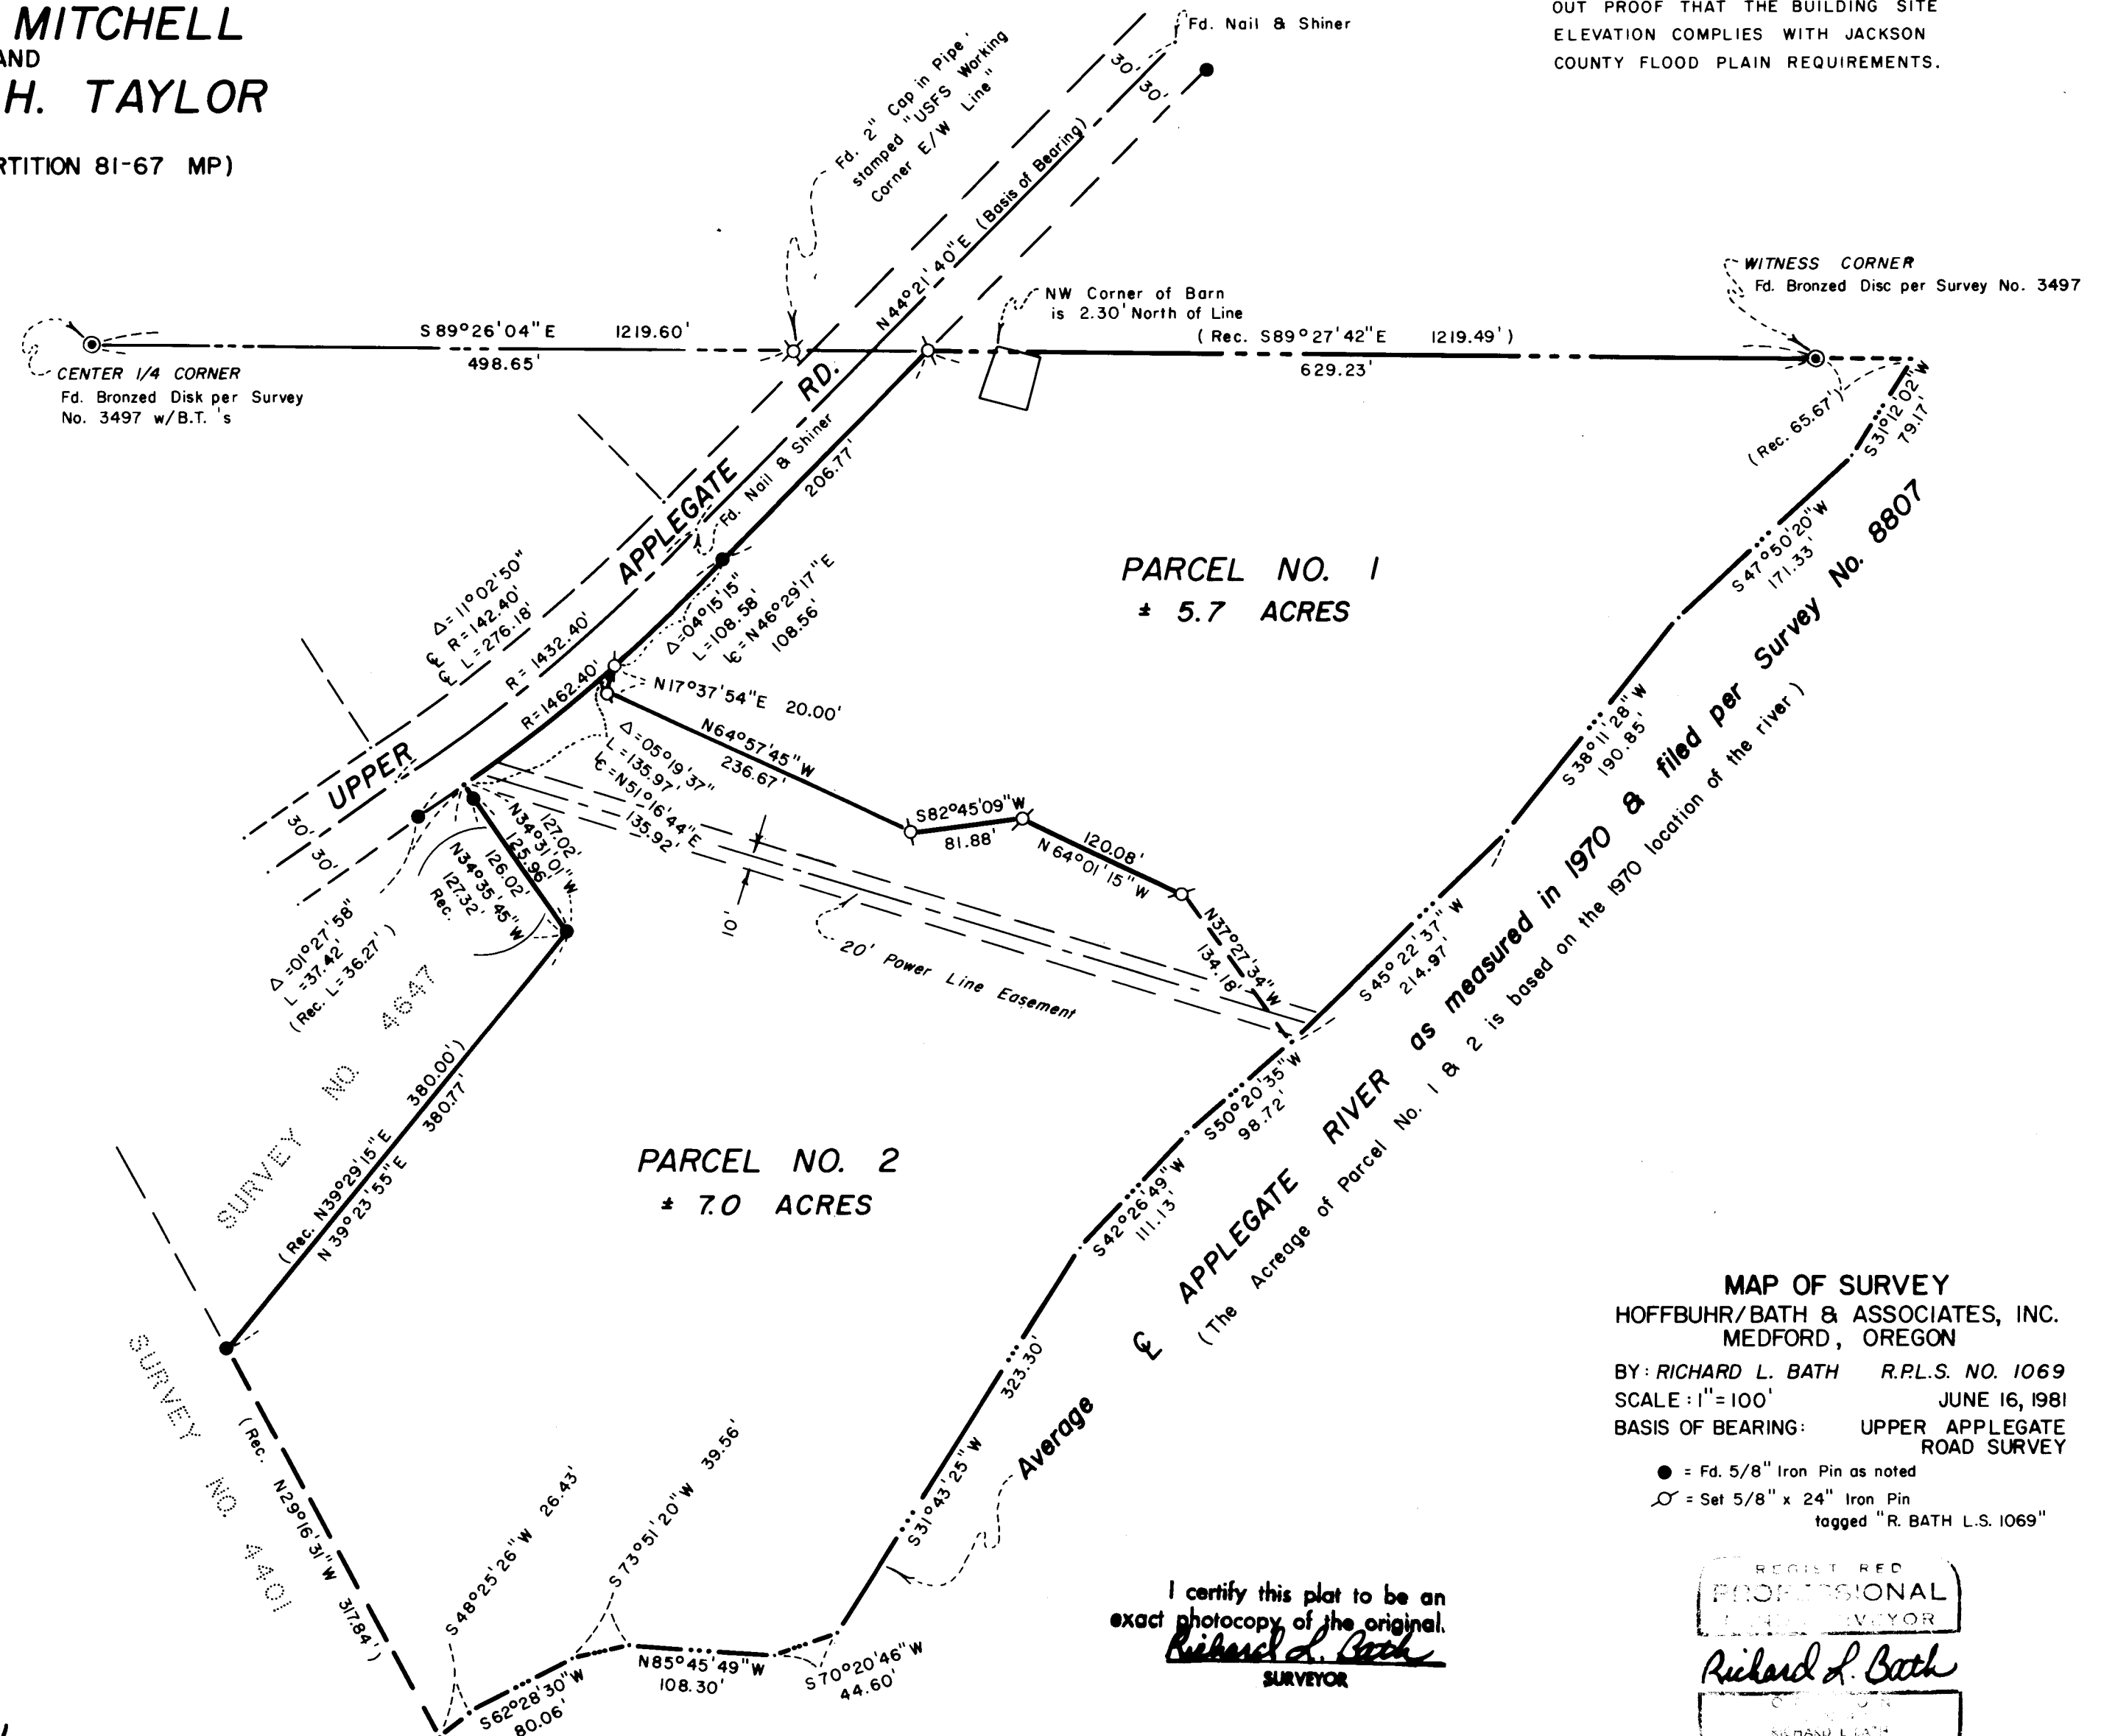 MITCHELL
AND
H. TAYLOR
RTITION 81-67 MP)
OUT PROOF THAT THE BUILDING SITE
ELEVATION COMPLIES WITH JACKSON
COUNTY FLOOD PLAIN REQUIREMENTS.
Fd. Nail & Shiner
30'
30'
Fd. 2" Cap in Pipe,
stamped "USFS Working
Corner E/W Line"
N44°21'40"E (Basis of Bearing)
WITNESS CORNER
Fd. Bronzed Disc per Survey No. 3497
NW Corner of Barn
is 2.30' North of Line
S89°26'04"E 1219.60'
498.65'
(Rec. S89°27'42"E 1219.49')
629.23'
CENTER 1/4 CORNER
Fd. Bronzed Disk per Survey
No. 3497 w/B.T.'s
(Rec. 65.67')
S31°12'02"W
79.17'
UPPER APPLEGATE RD.
Fd. Nail & Shiner
206.77'
S47°50'20"W
171.33'
PARCEL NO. 1
± 5.7 ACRES
Δ=11°02'50"
℄ R=142.40'
℄ L=276.18'
R=1432.40'
R=1462.40'
Δ=04°15'15"
L=108.58'
LC=N46°29'17"E
108.56'
N17°37'54"E 20.00'
N64°57'45"W
236.67'
Δ=05°19'37"
L=135.97'
LC=N51°16'44"E
135.92'
S82°45'09"W
81.88'
120.08'
N64°01'15"W
N37°27'34"W
134.18'
S38°11'28"W
190.85'
S45°22'37"W
214.97'
30'
30'
127.02'
N34°31'01"W
125.96'
126.02'
N34°35'45"W
127.32'
Rec.
Δ=01°27'58"
L=37.42'
(Rec. L=36.27')
10'
20' Power Line Easement
SURVEY NO. 4647
(Rec. N39°29'15"E 380.00')
N39°23'55"E 380.77'
PARCEL NO. 2
± 7.0 ACRES
S50°20'35"W
98.72'
S42°26'49"W
111.13'
Average ℄ APPLEGATE RIVER as measured in 1970 & filed per Survey No. 8807
(The Acreage of Parcel No. 1 & 2 is based on the 1970 location of the river)
323.30'
S31°43'25"W
SURVEY NO. 4401
(Rec. N29°16'31"W 317.84')
S48°25'26"W 26.43'
S73°51'20"W 39.56'
S62°28'30"W
80.06'
N85°45'49"W
108.30'
S70°20'46"W
44.60'
MAP OF SURVEY
HOFFBUHR/BATH & ASSOCIATES, INC.
MEDFORD, OREGON
BY: RICHARD L. BATH R.P.L.S. NO. 1069
SCALE: 1"=100' JUNE 16, 1981
BASIS OF BEARING: UPPER APPLEGATE
ROAD SURVEY
= Fd. 5/8" Iron Pin as noted
= Set 5/8" x 24" Iron Pin
tagged "R. BATH L.S. 1069"
I certify this plat to be an
exact photocopy of the original.
Richard L. Bath
SURVEYOR
Richard L. Bath